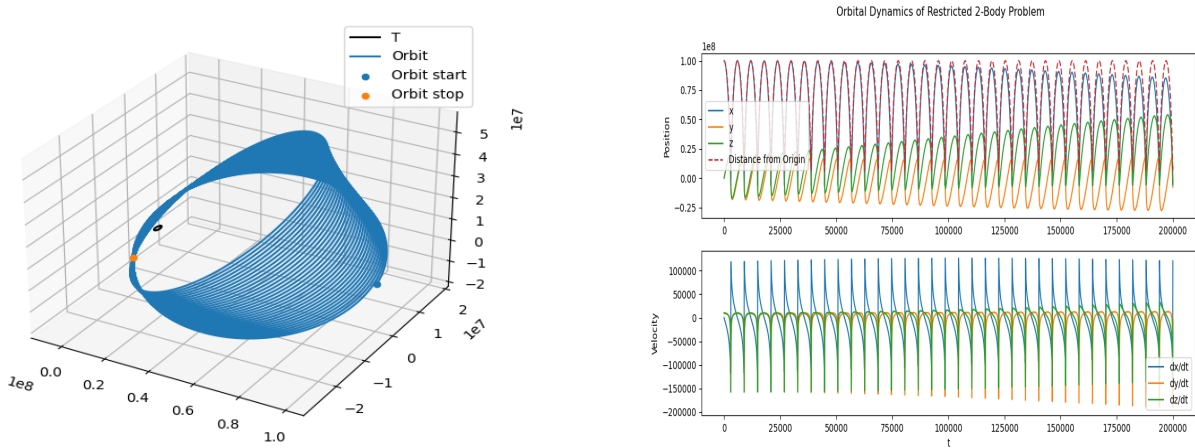 T
Orbit
Orbit start
Orbit stop
1e7
5
4
3
2
1
0
−1
−2
2
1
0
−1
−2
1e7
0.0
0.2
0.4
0.6
0.8
1.0
1e8
Orbital Dynamics of Restricted 2-Body Problem
1e8
1.00
0.75
0.50
0.25
0.00
−0.25
Position
x
y
z
Distance from Origin
0 25000 50000 75000 100000 125000 150000 175000 200000
100000
50000
0
−50000
−100000
−150000
−200000
Velocity
dx/dt
dy/dt
dz/dt
0 25000 50000 75000 100000 125000 150000 175000 200000
t